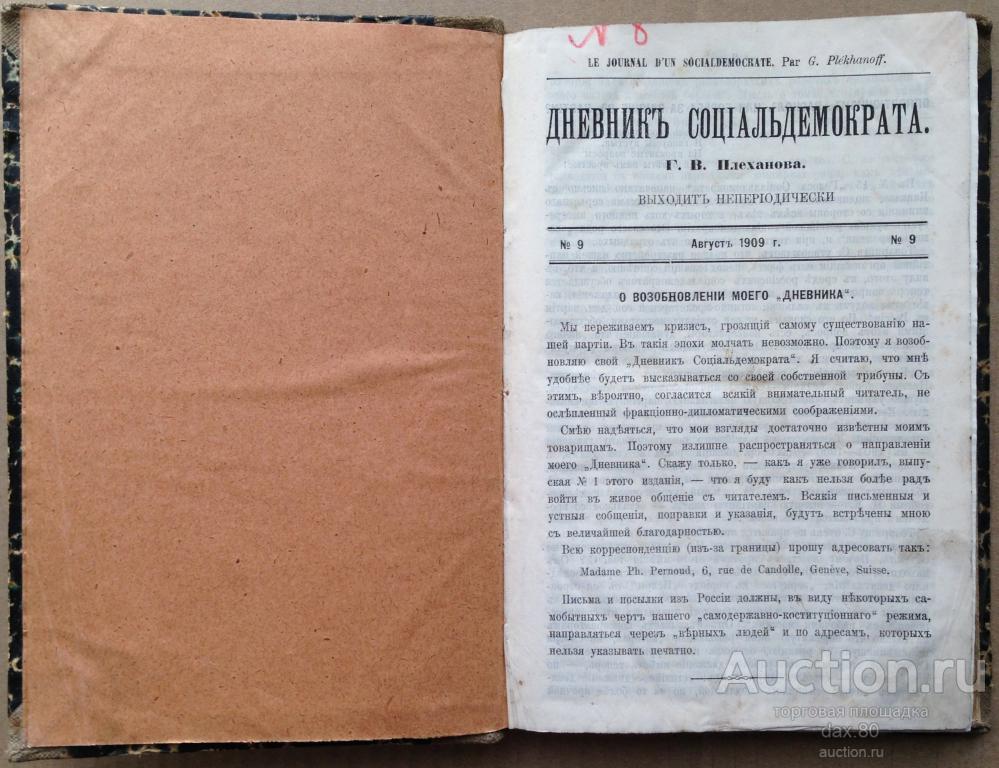 № 8
LE JOURNAL D'UN SOCIALDEMOCRATE. Par G. Plékhanoff.
ДНЕВНИКЪ СОЦІАЛЬДЕМОКРАТА.
Г. В. Плеханова.
ВЫХОДИТЪ НЕПЕРІОДИЧЕСКИ
№ 9 Августъ 1909 г. № 9
О ВОЗОБНОВЛЕНІИ МОЕГО „ДНЕВНИКА“.
Мы переживаемъ кризисъ, грозящій самому существованію на-
шей партіи. Въ такія эпохи молчать невозможно. Поэтому я возоб-
новляю свой „Дневникъ Соціальдемократа“. Я считаю, что мнѣ
удобнѣе будетъ высказываться со своей собственной трибуны. Съ
этимъ, вѣроятно, согласится всякій внимательный читатель, не
ослѣпленный фракціонно-дипломатическими соображеніями.
Смѣю надѣяться, что мои взгляды достаточно извѣстны моимъ
товарищамъ. Поэтому излишне распространяться о направленіи
моего „Дневника“. Скажу только, — какъ я уже говорилъ, выпу-
ская № 1 этого изданія, — что я буду какъ нельзя болѣе радъ
войти въ живое общеніе съ читателемъ. Всякія письменныя и
устныя собщенія, поправки и указанія, будутъ встрѣчены мною
съ величайшей благодарностью.
Всю корреспонденцію (изъ-за границы) прошу адресовать такъ:
Madame Ph. Pernoud, 6, rue de Candolle, Genève, Suisse.
Письма и посылки изъ Россіи должны, въ виду нѣкоторыхъ са-
мобытныхъ чертъ нашего „самодержавно-коституціоннаго“ режима,
направляться черезъ „вѣрныхъ людей“ и по адресамъ, которыхъ
нельзя указывать печатно.
Auction.ru
торговая площадка
dax.80
auction.ru